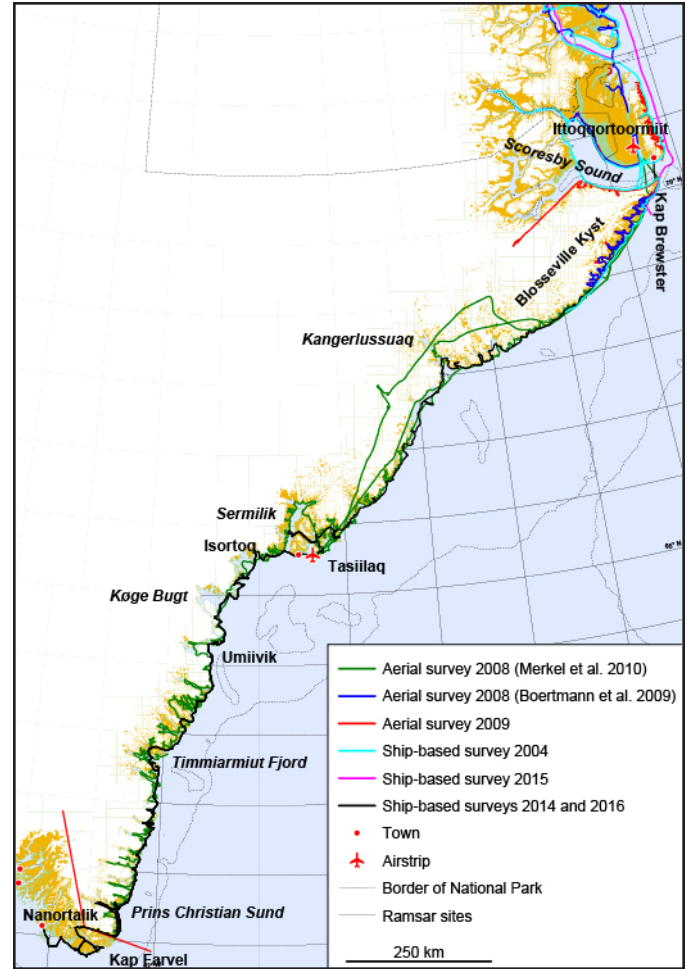 Ittoqqortoormiit
Scoresby Sound
70° N
Kap Brewster
Blosseville Kyst
Kangerlussuaq
Sermilik
Isortoq
Tasiilaq
Køge Bugt
Umiivik
Timmiarmiut Fjord
Nanortalik
Prins Christian Sund
Kap Farvel
Aerial survey 2008 (Merkel et al. 2010)
Aerial survey 2008 (Boertmann et al. 2009)
Aerial survey 2009
Ship-based survey 2004
Ship-based survey 2015
Ship-based surveys 2014 and 2016
Town
Airstrip
Border of National Park
Ramsar sites
250 km